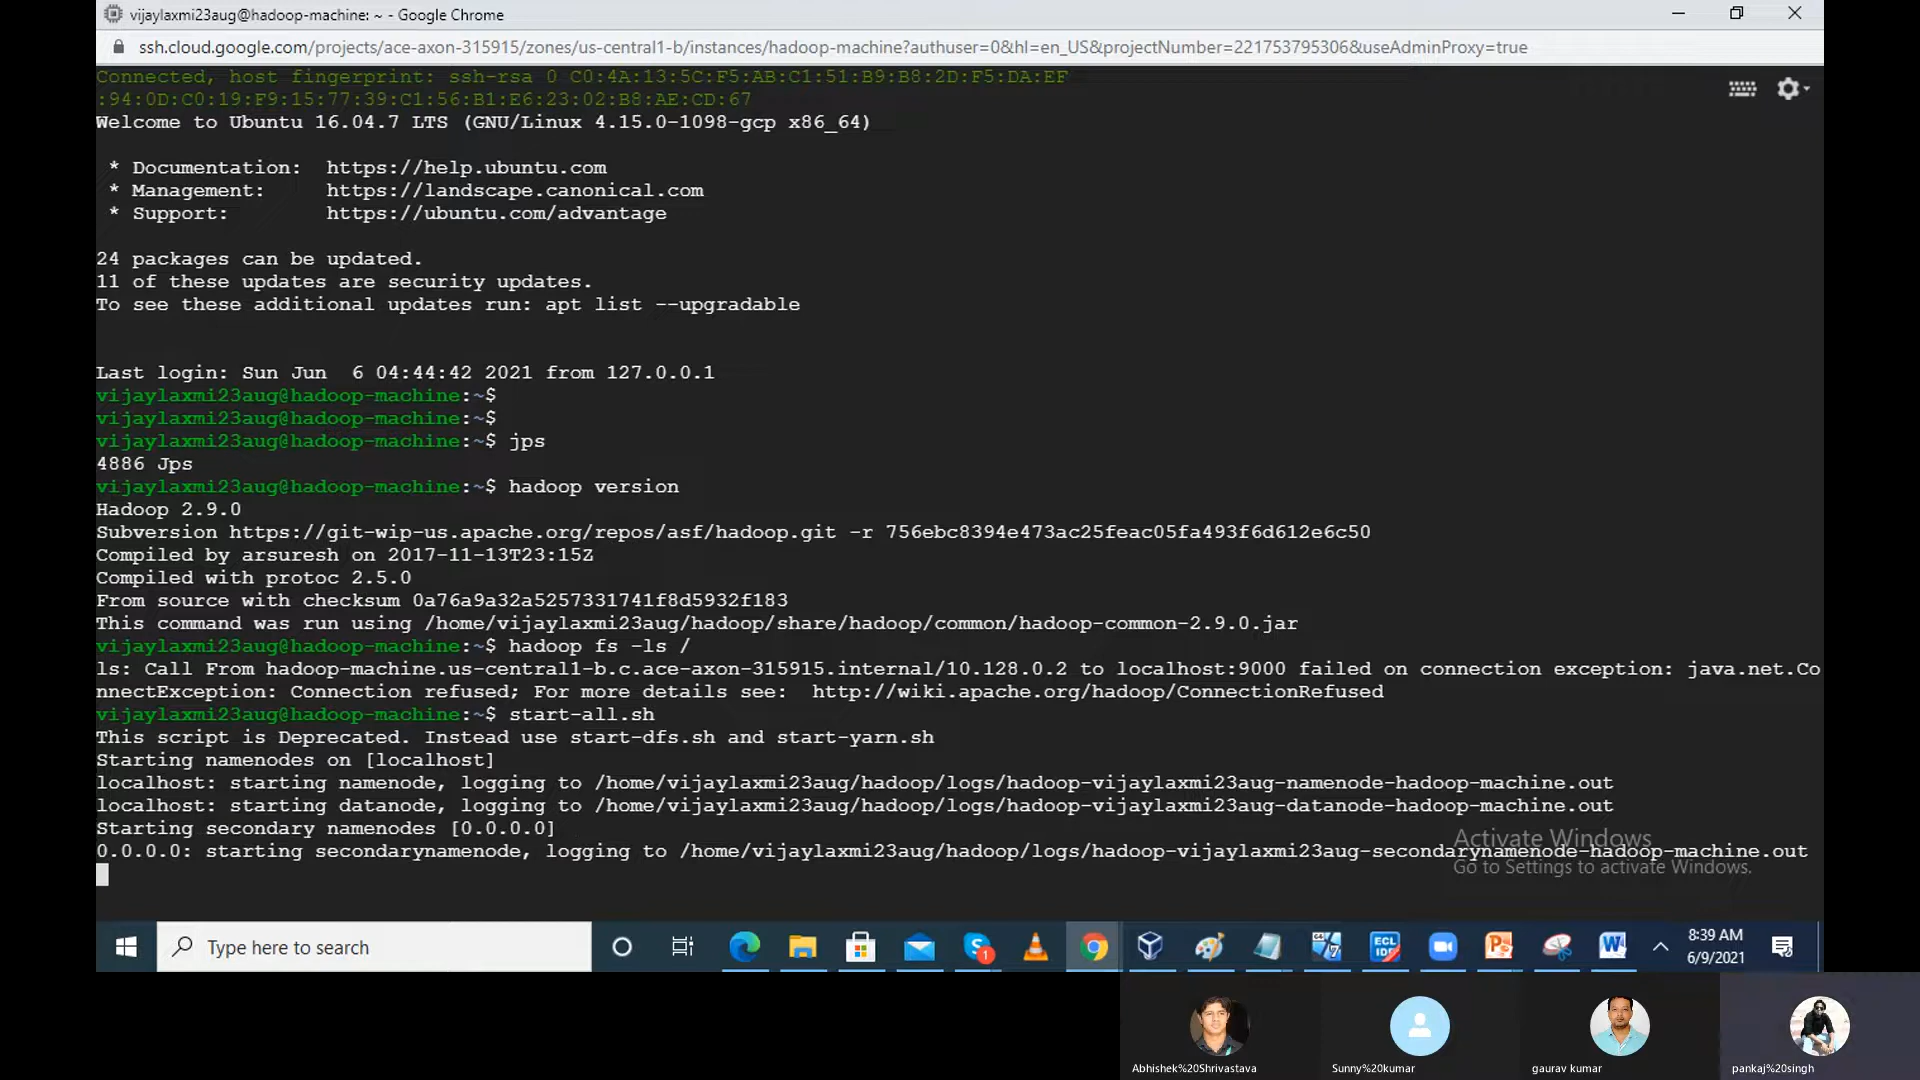 vijaylaxmi23aug@hadoop-machine: ~ - Google Chrome
ssh.cloud.google.com/projects/ace-axon-315915/zones/us-central1-b/instances/hadoop-machine?authuser=0&hl=en_US&projectNumber=221753795306&useAdminProxy=true
Connected, host fingerprint: ssh-rsa 0 C0:4A:13:5C:F5:AB:C1:51:B9:B8:2D:F5:DA:EF
:94:0D:C0:19:F9:15:77:39:C1:56:B1:E6:23:02:B8:AE:CD:67
Welcome to Ubuntu 16.04.7 LTS (GNU/Linux 4.15.0-1098-gcp x86_64)
* Documentation: https://help.ubuntu.com
* Management: https://landscape.canonical.com
* Support: https://ubuntu.com/advantage
24 packages can be updated.
11 of these updates are security updates.
To see these additional updates run: apt list --upgradable
Last login: Sun Jun  6 04:44:42 2021 from 127.0.0.1
vijaylaxmi23aug@hadoop-machine:~$
vijaylaxmi23aug@hadoop-machine:~$
vijaylaxmi23aug@hadoop-machine:~$ jps
4886 Jps
vijaylaxmi23aug@hadoop-machine:~$ hadoop version
Hadoop 2.9.0
Subversion https://git-wip-us.apache.org/repos/asf/hadoop.git -r 756ebc8394e473ac25feac05fa493f6d612e6c50
Compiled by arsuresh on 2017-11-13T23:15Z
Compiled with protoc 2.5.0
From source with checksum 0a76a9a32a5257331741f8d5932f183
This command was run using /home/vijaylaxmi23aug/hadoop/share/hadoop/common/hadoop-common-2.9.0.jar
vijaylaxmi23aug@hadoop-machine:~$ hadoop fs -ls /
ls: Call From hadoop-machine.us-central1-b.c.ace-axon-315915.internal/10.128.0.2 to localhost:9000 failed on connection exception: java.net.Co
nnectException: Connection refused; For more details see:  http://wiki.apache.org/hadoop/ConnectionRefused
vijaylaxmi23aug@hadoop-machine:~$ start-all.sh
This script is Deprecated. Instead use start-dfs.sh and start-yarn.sh
Starting namenodes on [localhost]
localhost: starting namenode, logging to /home/vijaylaxmi23aug/hadoop/logs/hadoop-vijaylaxmi23aug-namenode-hadoop-machine.out
localhost: starting datanode, logging to /home/vijaylaxmi23aug/hadoop/logs/hadoop-vijaylaxmi23aug-datanode-hadoop-machine.out
Starting secondary namenodes [0.0.0.0]
0.0.0.0: starting secondarynamenode, logging to /home/vijaylaxmi23aug/hadoop/logs/hadoop-vijaylaxmi23aug-secondarynamenode-hadoop-machine.out
Activate Windows
Go to Settings to activate Windows.
Type here to search
1
64
7
ECL
IDE
P
W
8:39 AM
6/9/2021
Abhishek%20Shrivastava
Sunny%20kumar
gaurav kumar
pankaj%20singh